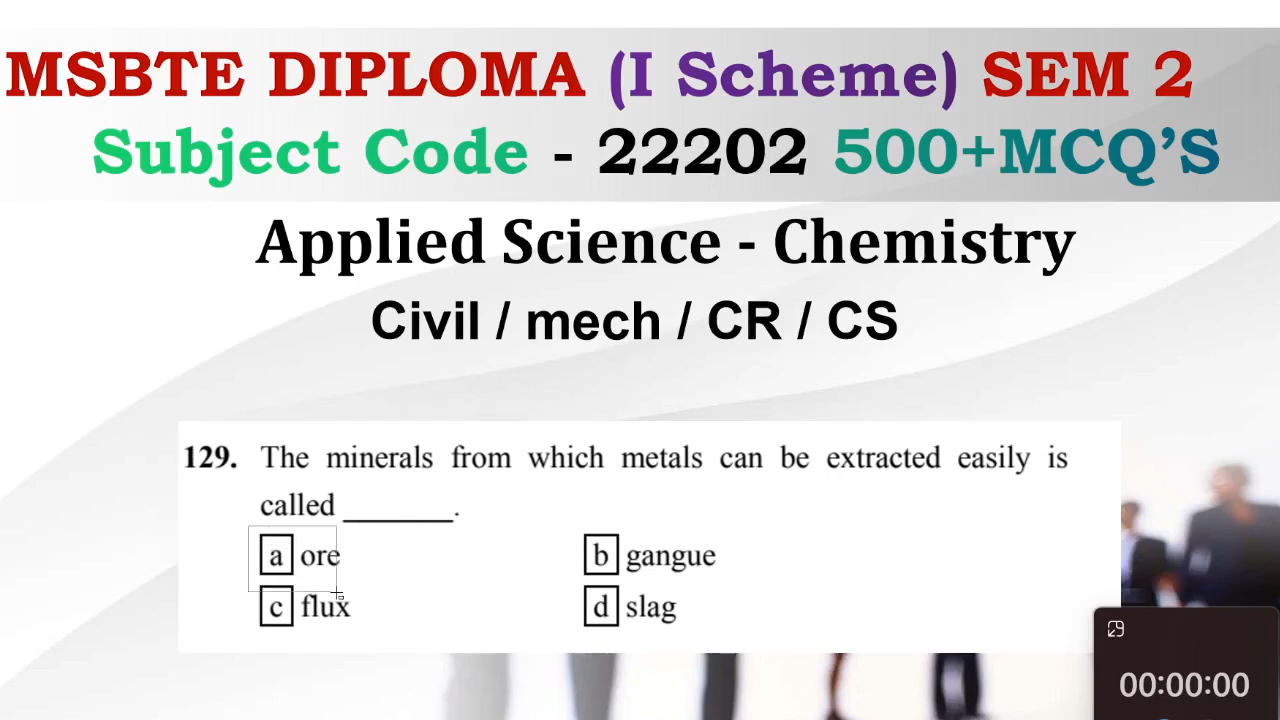 MSBTE DIPLOMA (I Scheme) SEM 2
Subject Code - 22202 500+MCQ’S
Applied Science - Chemistry
Civil / mech / CR / CS
129. The minerals from which metals can be extracted easily is
called _______.
a ore b gangue
c flux d slag
00:00:00